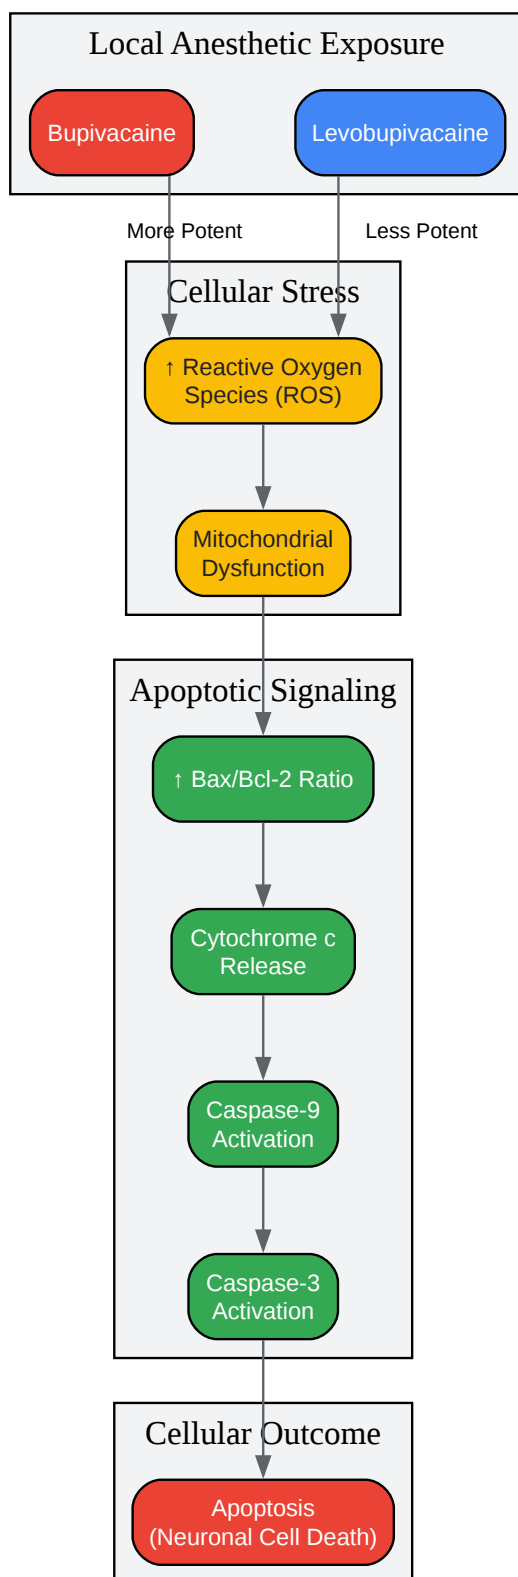 Local Anesthetic Exposure
Bupivacaine
Levobupivacaine
More Potent
Less Potent
Cellular Stress
↑ Reactive Oxygen
Species (ROS)
Mitochondrial
Dysfunction
Apoptotic Signaling
↑ Bax/Bcl-2 Ratio
Cytochrome c
Release
Caspase-9
Activation
Caspase-3
Activation
Cellular Outcome
Apoptosis
(Neuronal Cell Death)